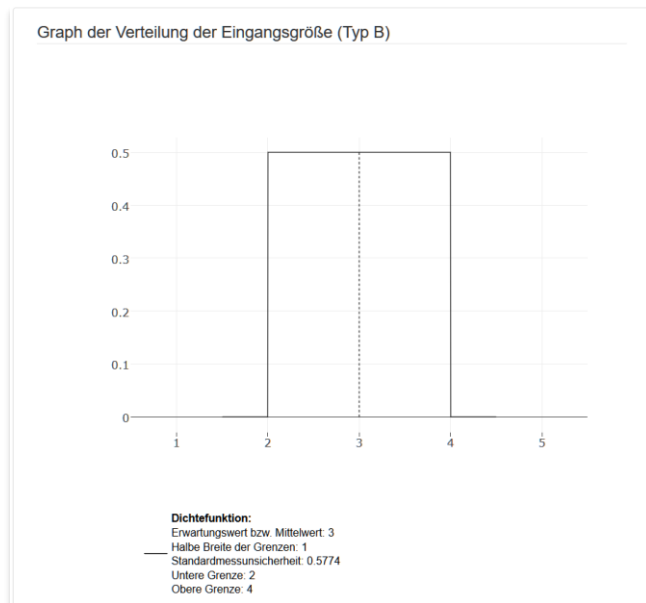 Graph der Verteilung der Eingangsgröße (Typ B)
0.5
0.4
0.3
0.2
0.1
0
1 2 3 4 5
Dichtefunktion:
Erwartungswert bzw. Mittelwert: 3
Halbe Breite der Grenzen: 1
Standardmessunsicherheit: 0.5774
Untere Grenze: 2
Obere Grenze: 4